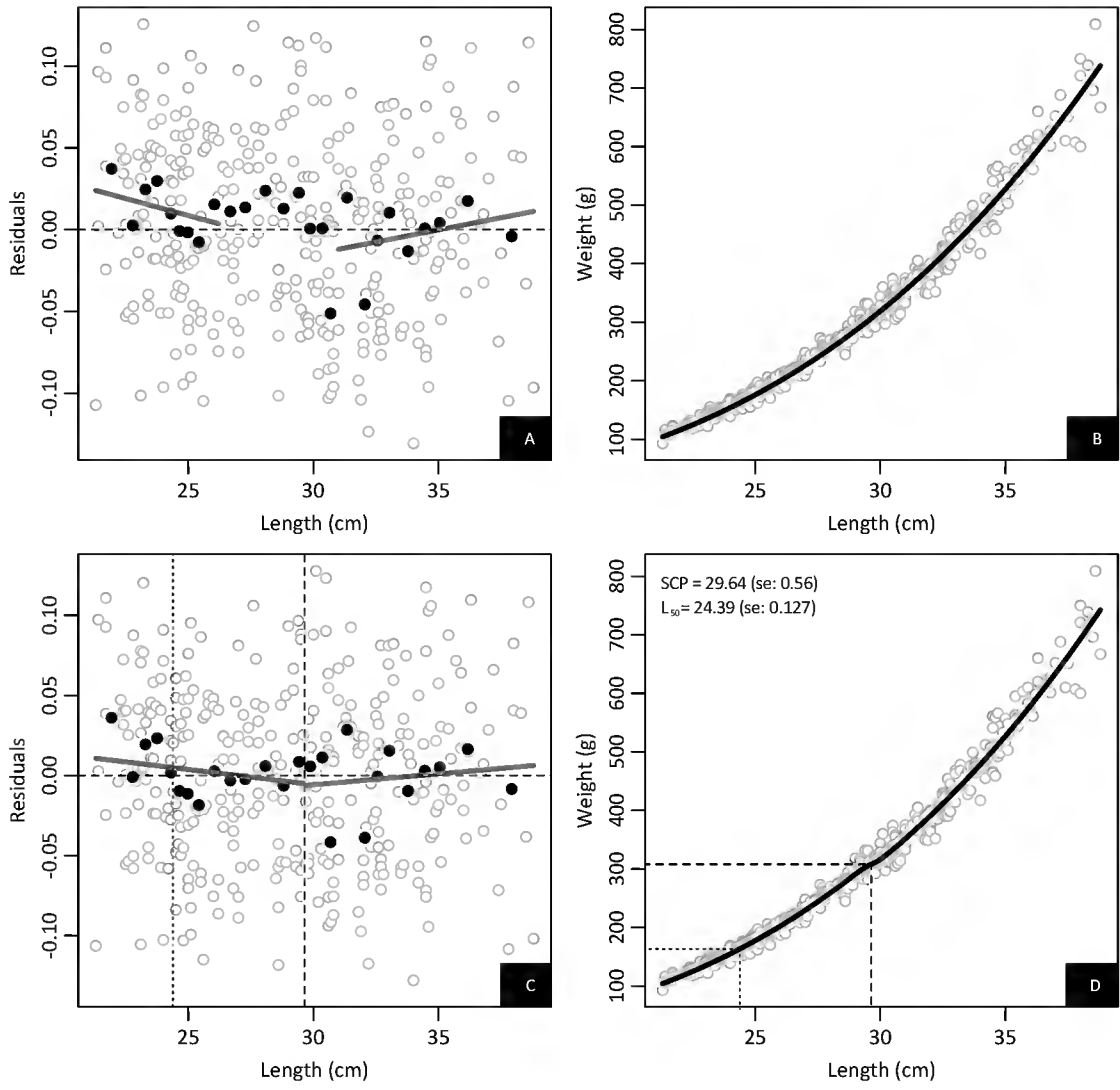 0.10
0.05
0.00
-0.05
-0.10
Residuals
25
30
35
Length (cm)
A
800
700
600
500
400
300
200
100
Weight (g)
25
30
35
Length (cm)
B
0.10
0.05
0.00
-0.05
-0.10
Residuals
25
30
35
Length (cm)
C
SCP = 29.64 (se: 0.56)
L₅₀= 24.39 (se: 0.127)
800
700
600
500
400
300
200
100
Weight (g)
25
30
35
Length (cm)
D